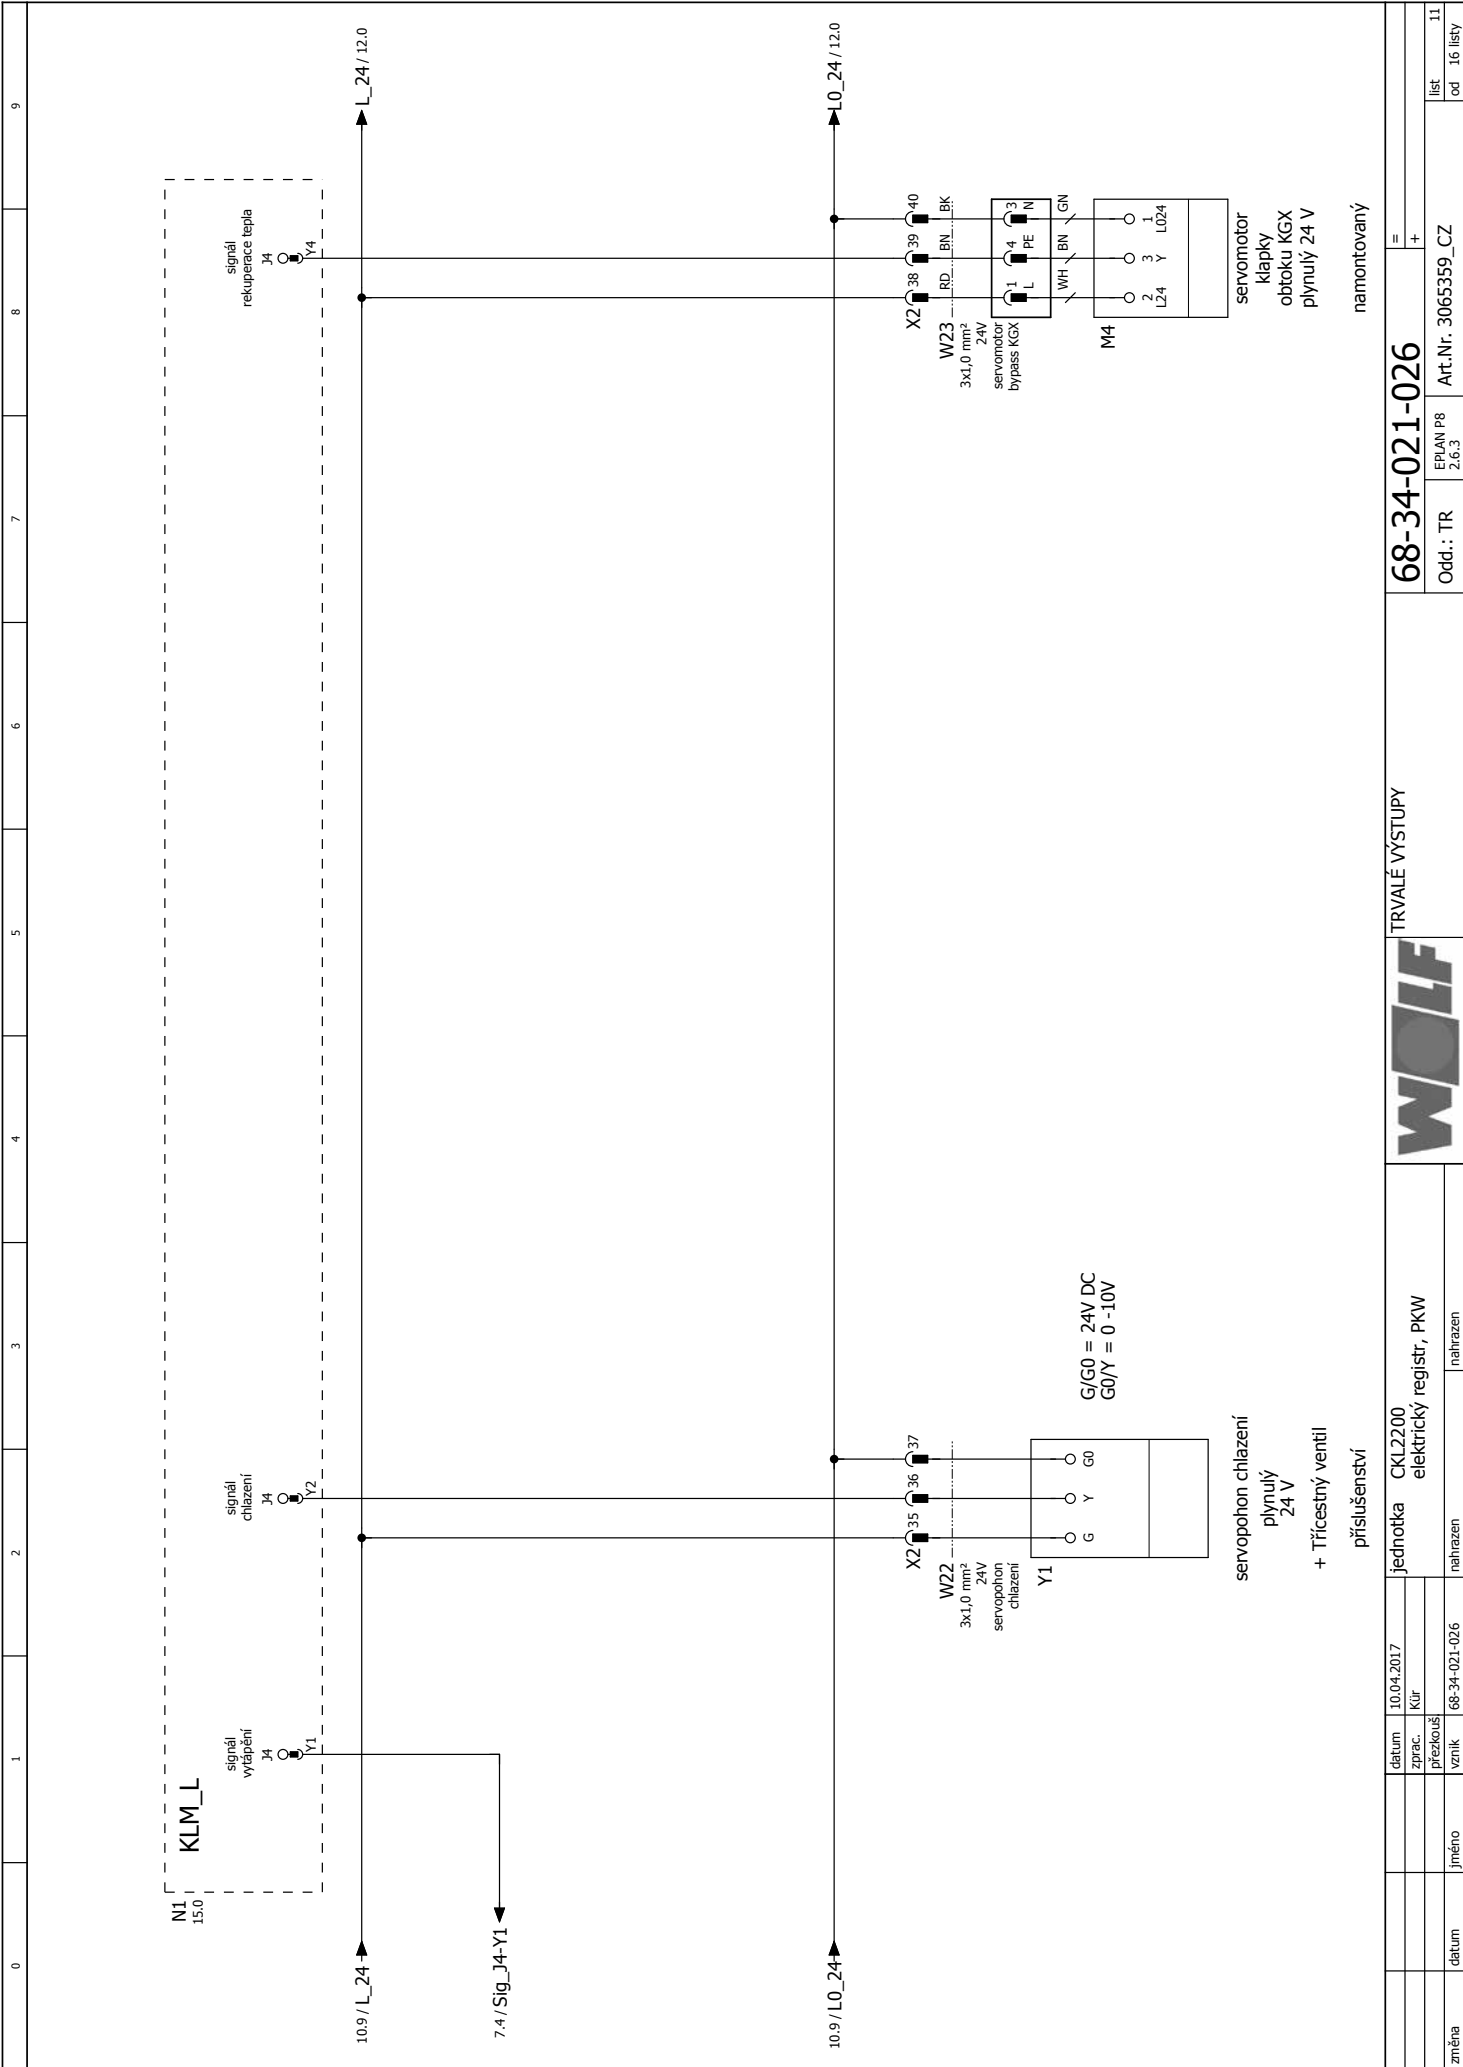 0 1 2 3 4 5 6 7 8 9
N1
15.0
KLM_L
signál
vytápění
J4
Y1
signál
chlazení
J4
Y2
signál
rekuperace tepla
J4
Y4
10.9 / L_24
L_24 / 12.0
7.4 / Sig_J4-Y1
10.9 / L0_24
L0_24 / 12.0
X2 35 36 37
W22
3x1,0 mm²
24V
servopohon
chlazení
Y1
G Y G0
G/G0 = 24V DC
G0/Y = 0 -10V
servopohon chlazení
plynulý
24 V
+ Třícestný ventil
příslušenství
X2 38 39 40
RD BN BK
W23
3x1,0 mm²
24V
servomotor
bypass KGX
1 4 3
L PE N
WH BN GN
M4
2 3 1
L24 Y L024
servomotor
klapky
obtoku KGX
plynulý 24 V
namontovaný
změna datum jméno
datum 10.04.2017
zprac. Kür
přezkouš.
vznik 68-34-021-026
jednotka CKL2200
elektrický registr, PKW
nahrazen nahrazen
WOLF
TRVALÉ VÝSTUPY
68-34-021-026
=
+
Odd.: TR
EPLAN P8
2.6.3
Art.Nr. 3065359_CZ
list 11
od 16 listy